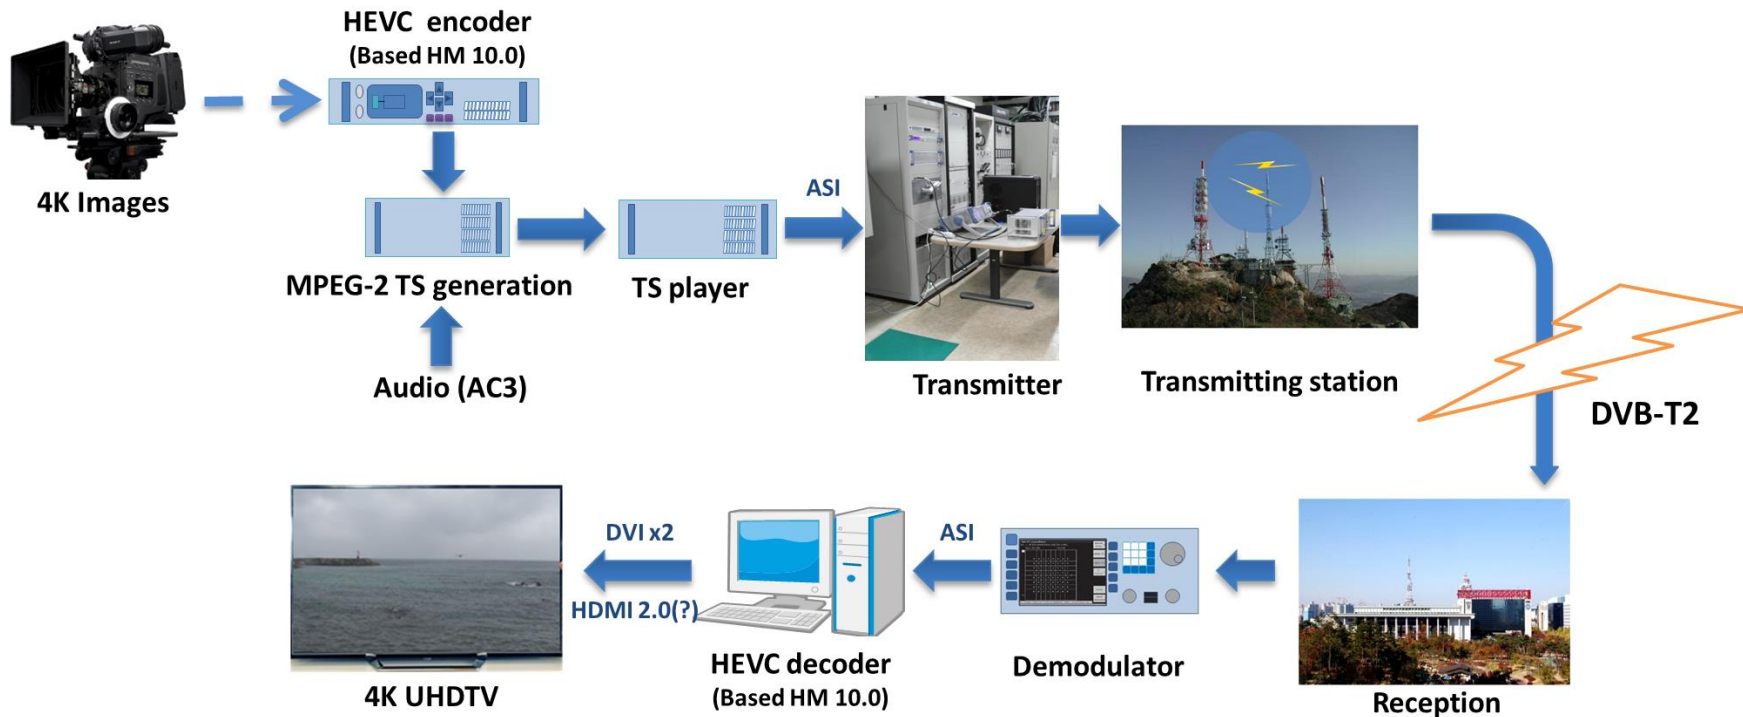 HEVC encoder
(Based HM 10.0)
4K Images
ASI
MPEG-2 TS generation
TS player
Audio (AC3)
Transmitter
Transmitting station
DVB-T2
DVI x2
HDMI 2.0(?)
ASI
4K UHDTV
HEVC decoder
(Based HM 10.0)
Demodulator
Reception